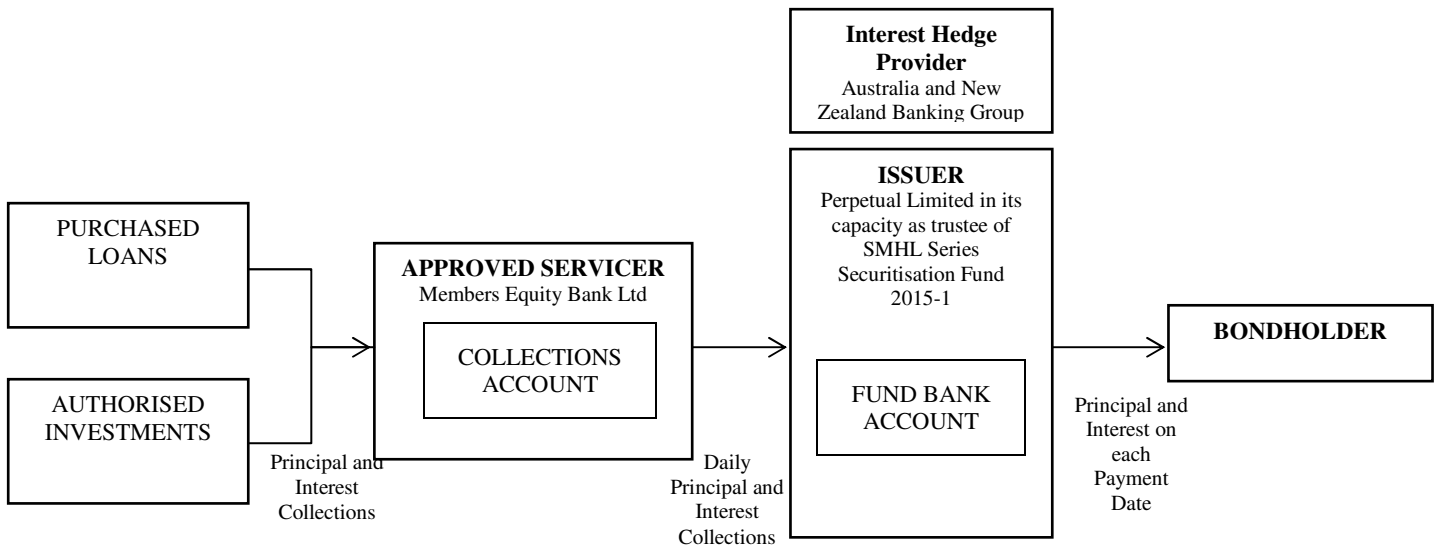 Interest Hedge
Provider
Australia and New
Zealand Banking Group
PURCHASED
LOANS
AUTHORISED
INVESTMENTS
Principal and
Interest
Collections
APPROVED SERVICER
Members Equity Bank Ltd
COLLECTIONS
ACCOUNT
Daily
Principal and
Interest
Collections
ISSUER
Perpetual Limited in its
capacity as trustee of
SMHL Series
Securitisation Fund
2015-1
FUND BANK
ACCOUNT
Principal and
Interest on
each
Payment
Date
BONDHOLDER